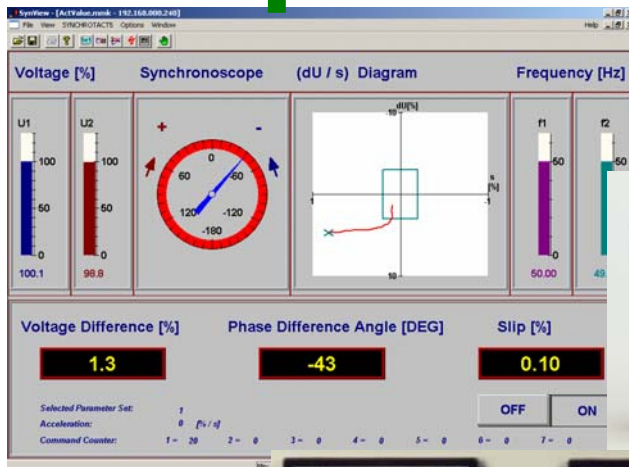 SynView - [ActValue.mmk - 192.168.000.240]
File View SYNCHROTACTS Options Window Help
Voltage [%] Synchronoscope (dU / s) Diagram Frequency [Hz]
U1 U2 + - dU[%] f1 f2
-10
0
100 100 60 -60 50 50
s
[%]
1 -1
50 50 120 -120
-180
0 0 10 0 0
100.1 98.8 50.00 49.
Voltage Difference [%] Phase Difference Angle [DEG] Slip [%]
1.3 -43 0.10
Selected Parameter Set: 1
OFF ON
Acceleration: 0 [% / s]
Command Counter: 1 = 20 2 = 0 3 = 0 4 = 0 5 = 0 6 = 0 7 = 0